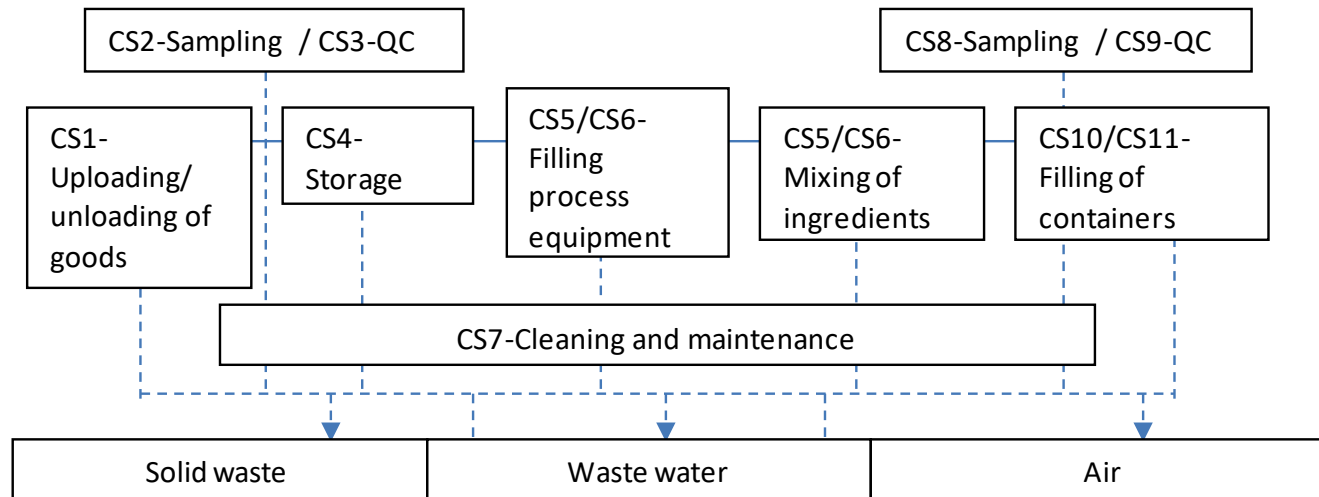 CS2-Sampling / CS3-QC
CS8-Sampling / CS9-QC
CS1-
Uploading/
unloading of
goods
CS4-
Storage
CS5/CS6-
Filling
process
equipment
CS5/CS6-
Mixing of
ingredients
CS10/CS11-
Filling of
containers
CS7-Cleaning and maintenance
Solid waste
Waste water
Air